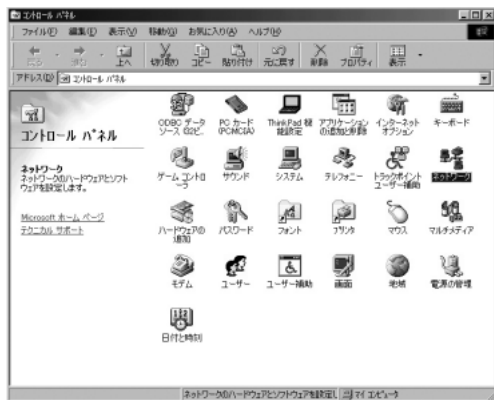 コントロール パネル
ファイル(F) 編集(E) 表示(V) 移動(G) お気に入り(A) ヘルプ(H)
戻る 進む 上へ 切り取り コピー 貼り付け 元に戻す 削除 プロパティ 表示
アドレス(D) コントロール パネル
コントロール パネル
ネットワーク
ネットワークのハードウェアとソフト
ウェアを設定します。
Microsoft ホーム ページ
テクニカル サポート
ODBC データ PC カード ThinkPad 機 アプリケーション インターネット キーボード
(PCMCIA) 能設定 の追加と削除 オプション
ゲーム コントロ サウンド システム テレフォニー トラックポイント ネットワーク
ーラ ユーザー補助
ハードウェアの パスワード フォント プリンタ マウス マルチメディア
追加
モデム ユーザー ユーザー補助 画面 地域 電源の管理
日付と時刻
ネットワークのハードウェアとソフトウェアを設定し マイ コンピュータ